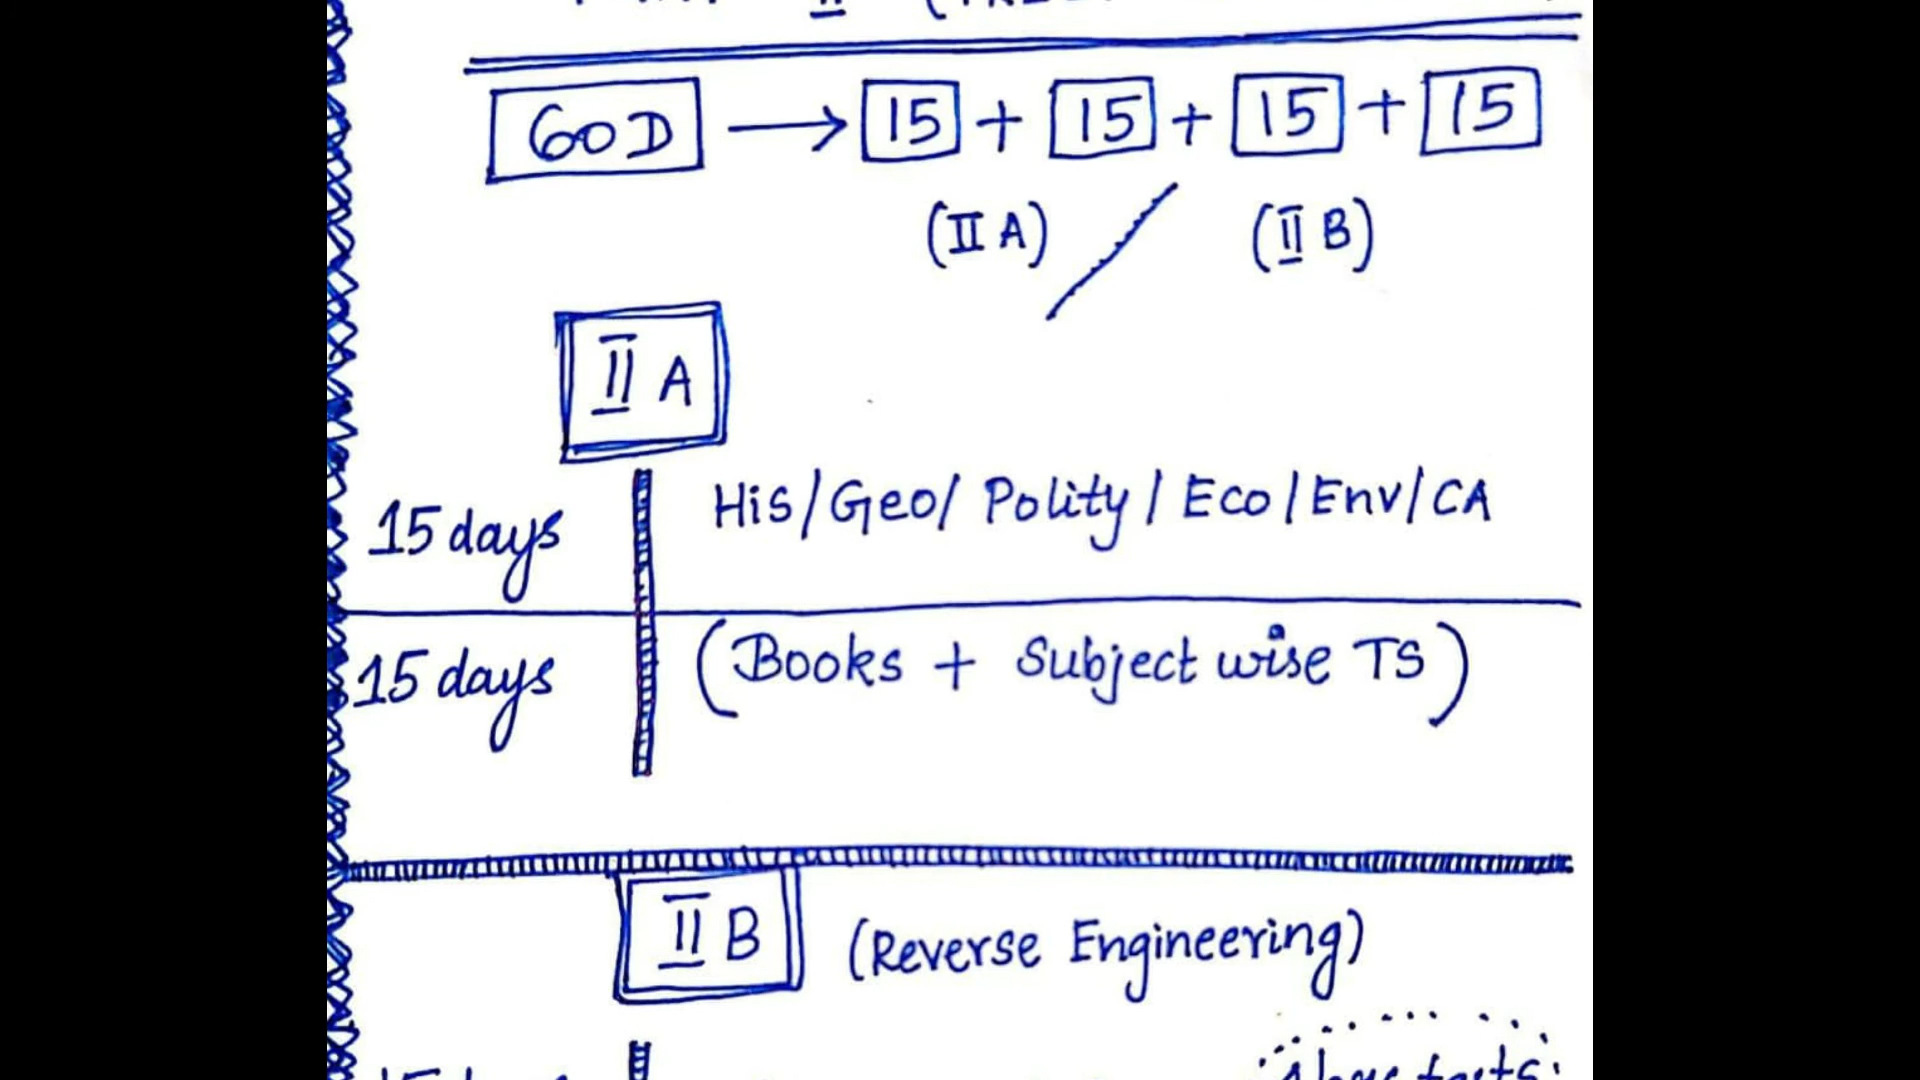 II
60D → 15 + 15 + 15 + 15
(II A) / (II B)
II A
15 days His/Geo/ Polity / Eco / Env / CA
15 days (Books + Subject wise TS)
II B (Reverse Engineering)